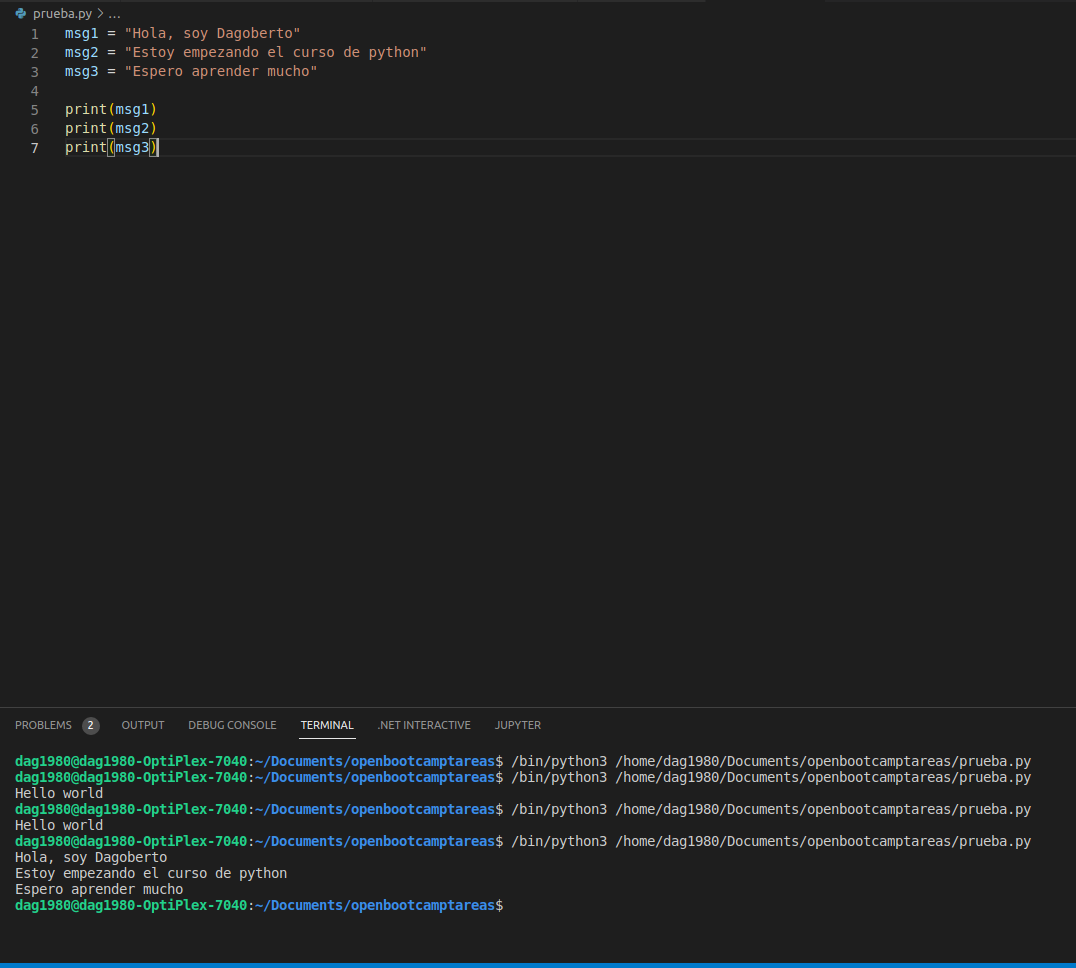 prueba.py > ...
1 msg1 = "Hola, soy Dagoberto"
2 msg2 = "Estoy empezando el curso de python"
3 msg3 = "Espero aprender mucho"
4
5 print(msg1)
6 print(msg2)
7 print(msg3)
PROBLEMS 2 OUTPUT DEBUG CONSOLE TERMINAL .NET INTERACTIVE JUPYTER
dag1980@dag1980-OptiPlex-7040:~/Documents/openbootcamptareas$ /bin/python3 /home/dag1980/Documents/openbootcamptareas/prueba.py
dag1980@dag1980-OptiPlex-7040:~/Documents/openbootcamptareas$ /bin/python3 /home/dag1980/Documents/openbootcamptareas/prueba.py
Hello world
dag1980@dag1980-OptiPlex-7040:~/Documents/openbootcamptareas$ /bin/python3 /home/dag1980/Documents/openbootcamptareas/prueba.py
Hello world
dag1980@dag1980-OptiPlex-7040:~/Documents/openbootcamptareas$ /bin/python3 /home/dag1980/Documents/openbootcamptareas/prueba.py
Hola, soy Dagoberto
Estoy empezando el curso de python
Espero aprender mucho
dag1980@dag1980-OptiPlex-7040:~/Documents/openbootcamptareas$